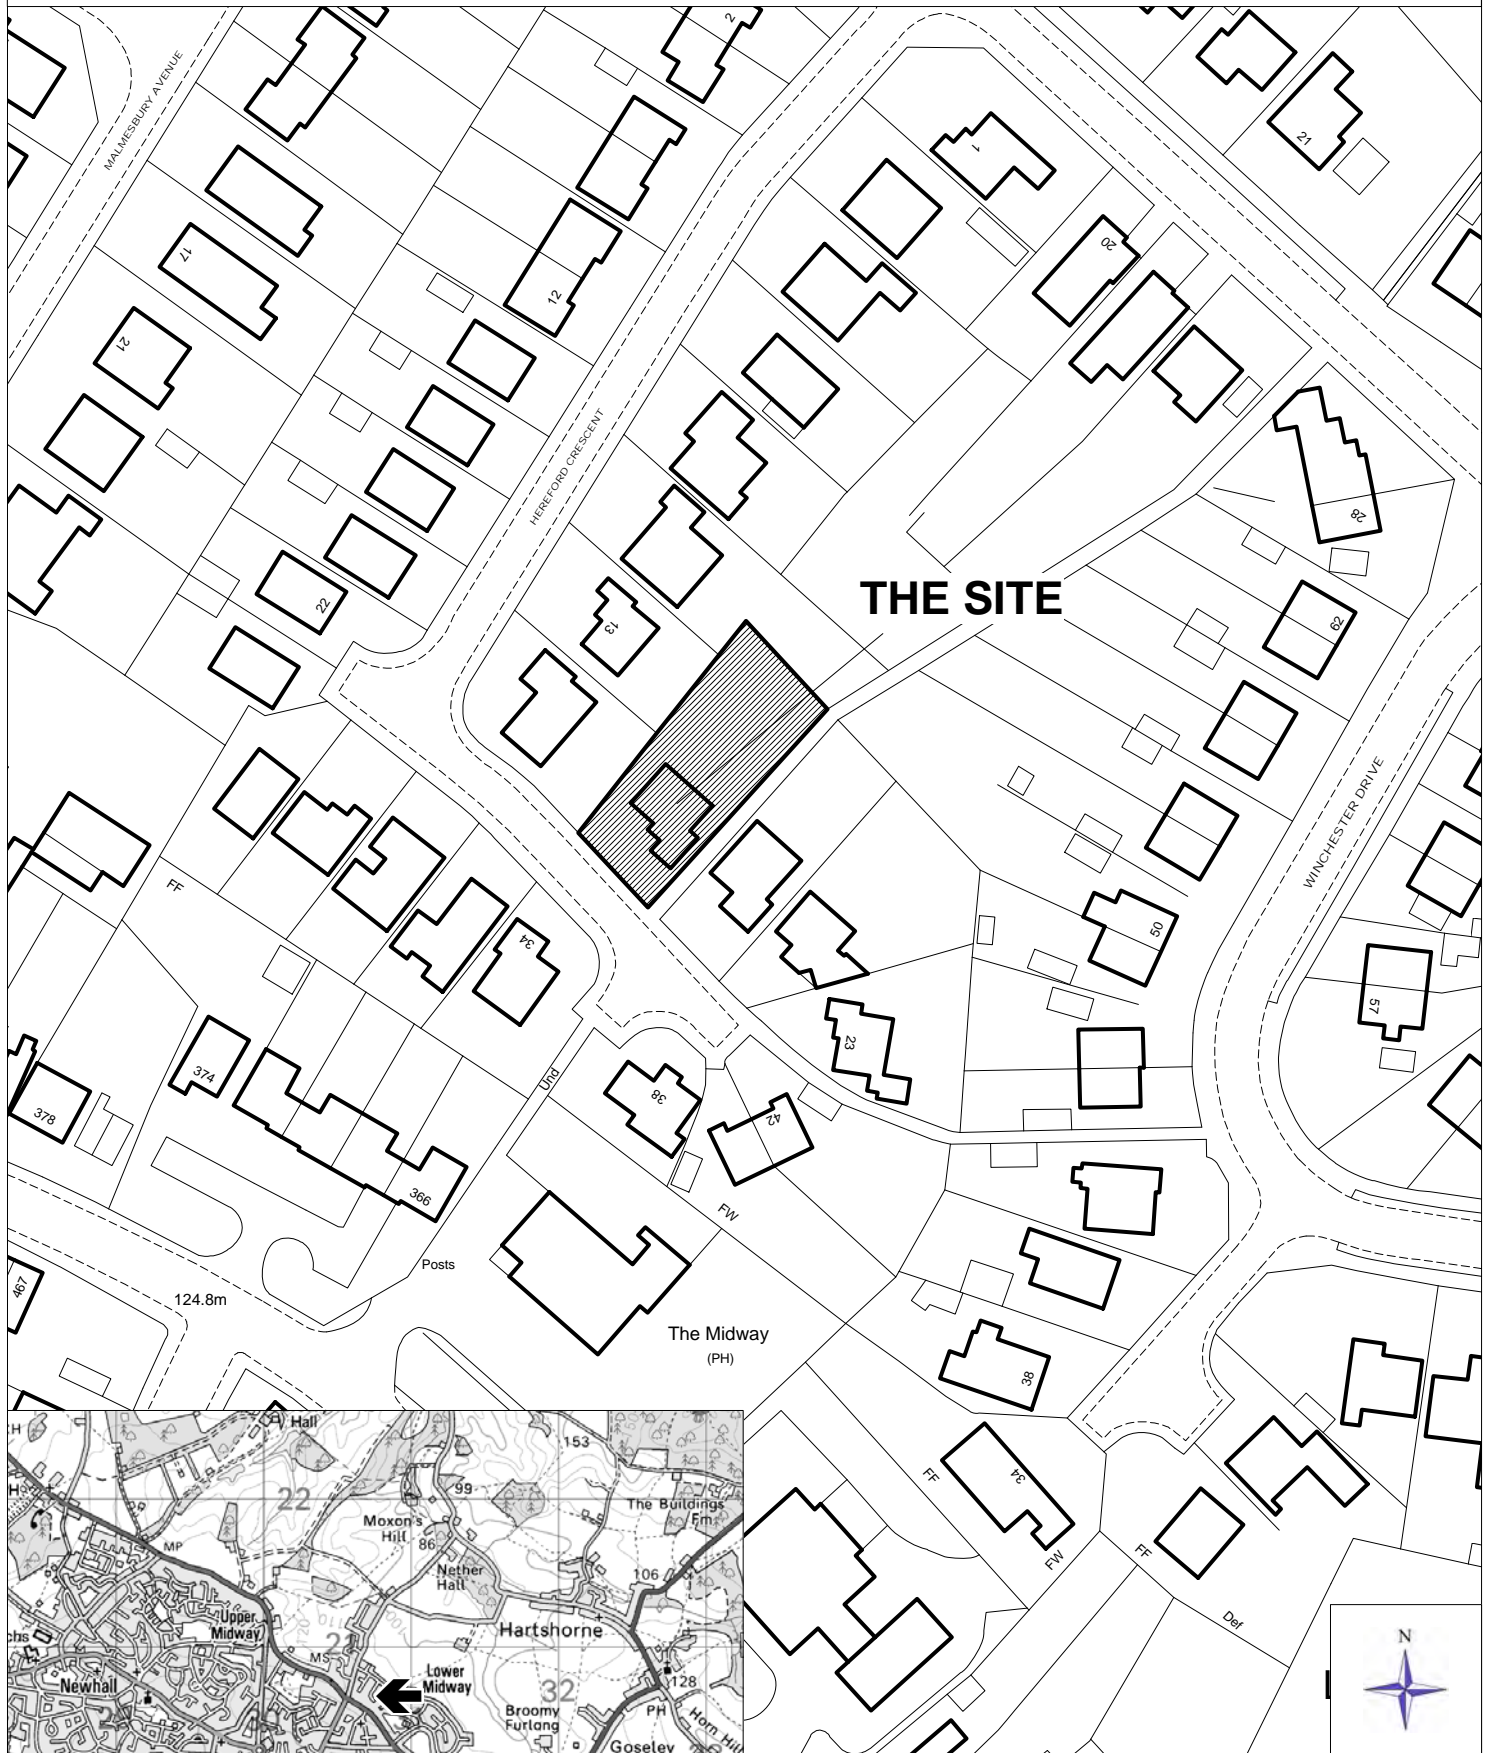 MALMESBURY AVENUE
2
1
21
20
17
12
21
HEREFORD CRESCENT
28
THE SITE
22
13
62
WINCHESTER DRIVE
FF
50
34
57
23
374
Und
38
42
378
366
FW
Posts
467
124.8m
The Midway
(PH)
38
FF
34
FW
FF
Def
Hall
153
22
99
The Buildings
Fm
Moxon's
Hill
86
MP
Nether
Hall
106
Upper
Midway
21
Hartshorne
MS
Newhall
Lower
Midway
32
128
Broomy
Furlong
PH
Horn Hill
Goseley
N